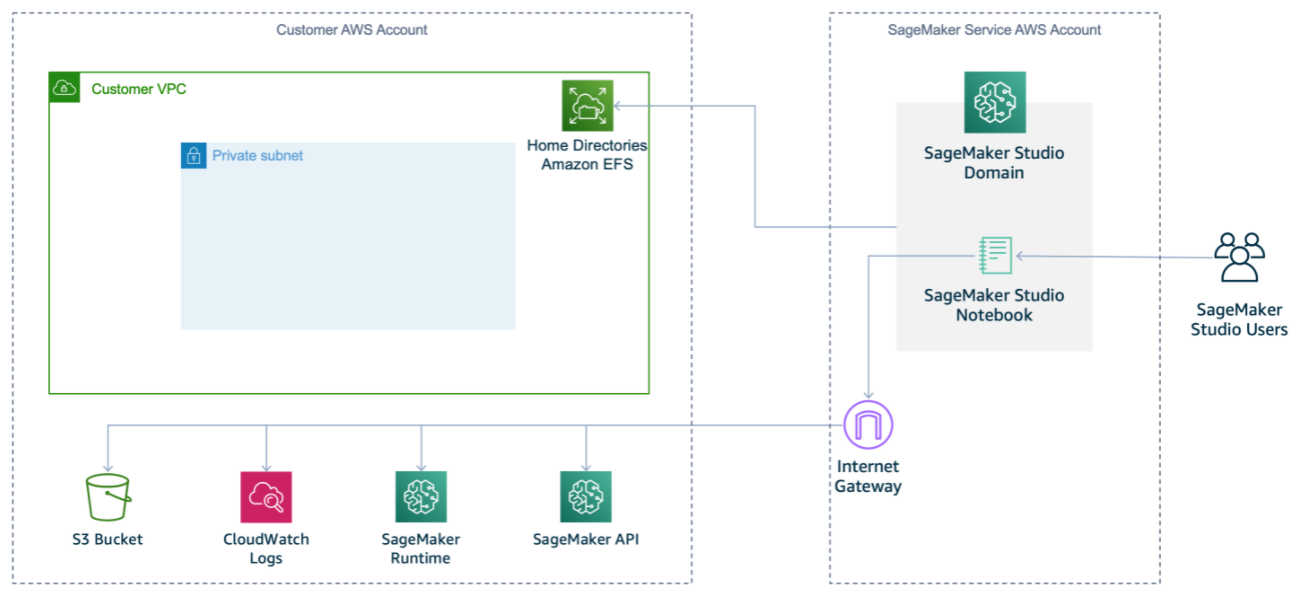 Customer AWS Account
SageMaker Service AWS Account
Customer VPC
Home Directories
Amazon EFS
Private subnet
SageMaker Studio
Domain
SageMaker Studio
Notebook
SageMaker
Studio Users
Internet
Gateway
S3 Bucket
CloudWatch
Logs
SageMaker
Runtime
SageMaker API